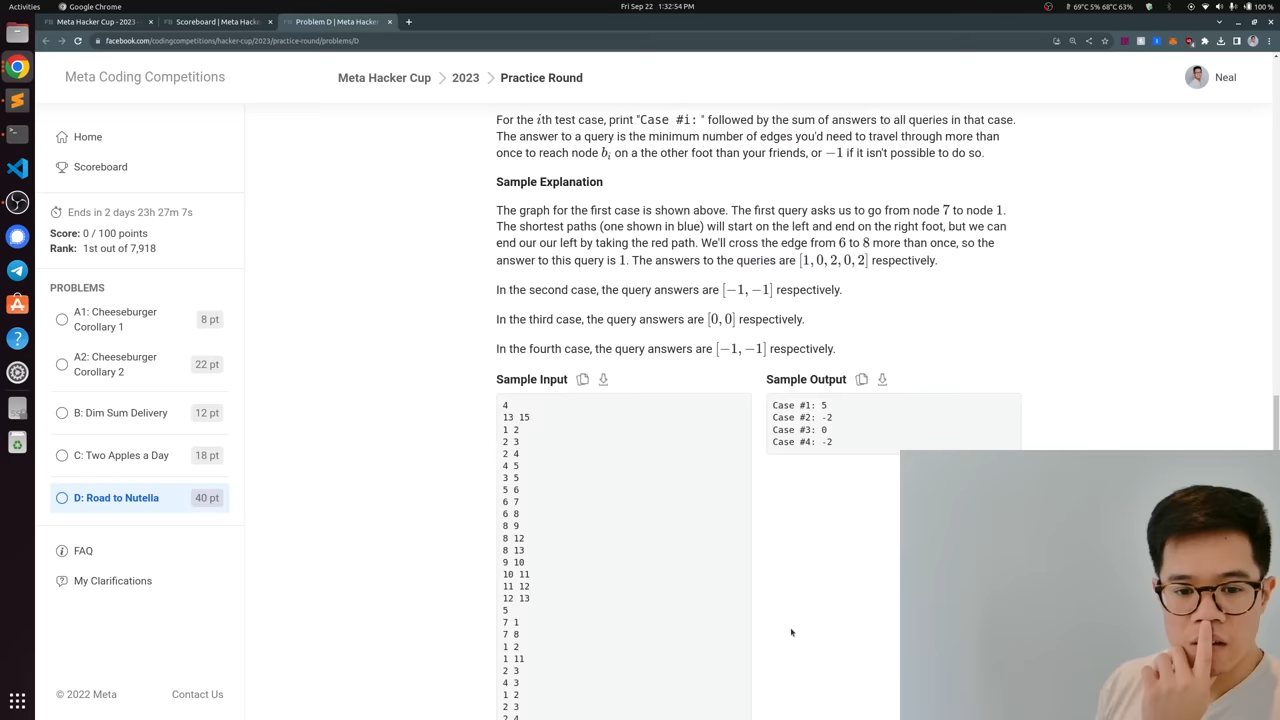 Activities
Google Chrome
Fri Sep 22 1:32:54 PM
69°C 5% 68°C 63%
100 %
Meta Hacker Cup - 2023 -
Scoreboard | Meta Hacke
Problem D | Meta Hacker
facebook.com/codingcompetitions/hacker-cup/2023/practice-round/problems/D
Meta Coding Competitions
Meta Hacker Cup
2023
Practice Round
Neal
Home
Scoreboard
Ends in 2 days 23h 27m 7s
Score: 0 / 100 points
Rank: 1st out of 7,918
PROBLEMS
A1: Cheeseburger
Corollary 1
8 pt
A2: Cheeseburger
Corollary 2
22 pt
B: Dim Sum Delivery
12 pt
C: Two Apples a Day
18 pt
D: Road to Nutella
40 pt
FAQ
My Clarifications
© 2022 Meta
Contact Us
For the ith test case, print "Case #i: " followed by the sum of answers to all queries in that case.
The answer to a query is the minimum number of edges you'd need to travel through more than
once to reach node bi on a the other foot than your friends, or −1 if it isn't possible to do so.
Sample Explanation
The graph for the first case is shown above. The first query asks us to go from node 7 to node 1.
The shortest paths (one shown in blue) will start on the left and end on the right foot, but we can
end our our left by taking the red path. We'll cross the edge from 6 to 8 more than once, so the
answer to this query is 1. The answers to the queries are [1, 0, 2, 0, 2] respectively.
In the second case, the query answers are [−1, −1] respectively.
In the third case, the query answers are [0, 0] respectively.
In the fourth case, the query answers are [−1, −1] respectively.
Sample Input
4
13 15
1 2
2 3
2 4
4 5
3 5
5 6
6 7
6 8
8 9
8 12
8 13
9 10
10 11
11 12
12 13
5
7 1
7 8
1 2
1 11
2 3
4 3
1 2
2 3
2 4
Sample Output
Case #1: 5
Case #2: -2
Case #3: 0
Case #4: -2